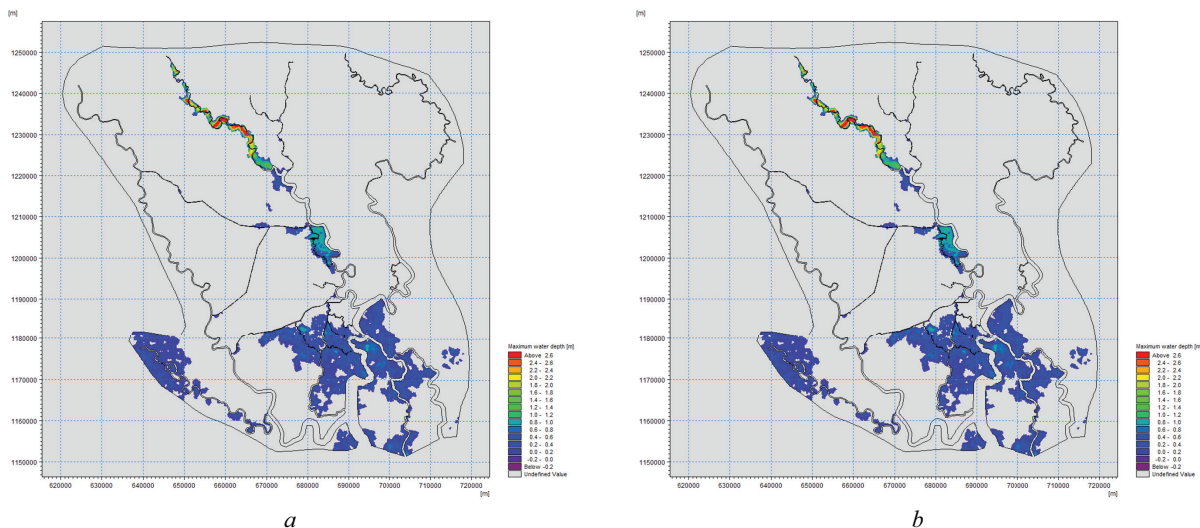 [m]
1250000
1240000
1230000
1220000
1210000
1200000
1190000
1180000
1170000
1160000
1150000
Maximum water depth [m]
Above 2.6
2.4 - 2.6
2.2 - 2.4
2.0 - 2.2
1.8 - 2.0
1.6 - 1.8
1.4 - 1.6
1.2 - 1.4
1.0 - 1.2
0.8 - 1.0
0.6 - 0.8
0.4 - 0.6
0.2 - 0.4
0.0 - 0.2
-0.2 - 0.0
Below -0.2
Undefined Value
620000 630000 640000 650000 660000 670000 680000 690000 700000 710000 720000
[m]
a
[m]
1250000
1240000
1230000
1220000
1210000
1200000
1190000
1180000
1170000
1160000
1150000
Maximum water depth [m]
Above 2.6
2.4 - 2.6
2.2 - 2.4
2.0 - 2.2
1.8 - 2.0
1.6 - 1.8
1.4 - 1.6
1.2 - 1.4
1.0 - 1.2
0.8 - 1.0
0.6 - 0.8
0.4 - 0.6
0.2 - 0.4
0.0 - 0.2
-0.2 - 0.0
Below -0.2
Undefined Value
620000 630000 640000 650000 660000 670000 680000 690000 700000 710000 720000
[m]
b